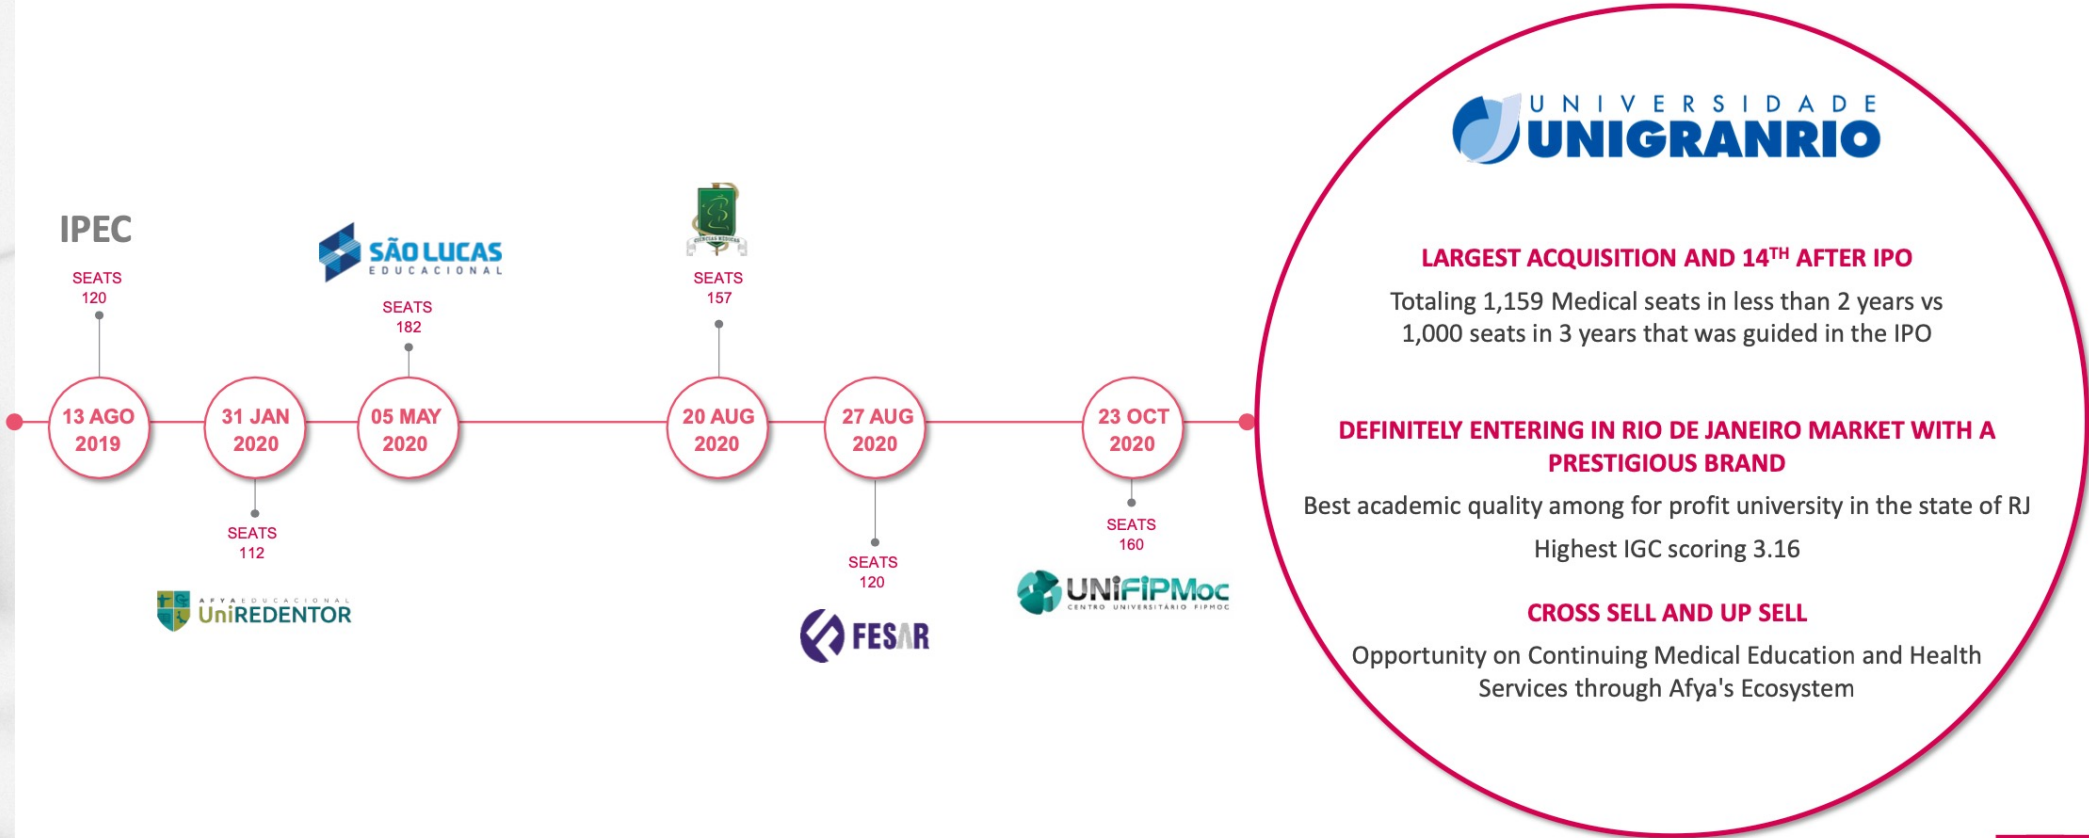 IPEC
SEATS
120
13 AGO
2019
31 JAN
2020
SEATS
112
AFYA EDUCACIONAL
UniREDENTOR
SÃO LUCAS
EDUCACIONAL
SEATS
182
05 MAY
2020
CIÊNCIAS MÉDICAS
SEATS
157
20 AUG
2020
27 AUG
2020
SEATS
120
FESAR
23 OCT
2020
SEATS
160
UNIFIPMoc
CENTRO UNIVERSITÁRIO FIPMOC
UNIVERSIDADE
UNIGRANRIO
LARGEST ACQUISITION AND 14TH AFTER IPO
Totaling 1,159 Medical seats in less than 2 years vs
1,000 seats in 3 years that was guided in the IPO
DEFINITELY ENTERING IN RIO DE JANEIRO MARKET WITH A
PRESTIGIOUS BRAND
Best academic quality among for profit university in the state of RJ
Highest IGC scoring 3.16
CROSS SELL AND UP SELL
Opportunity on Continuing Medical Education and Health
Services through Afya's Ecosystem